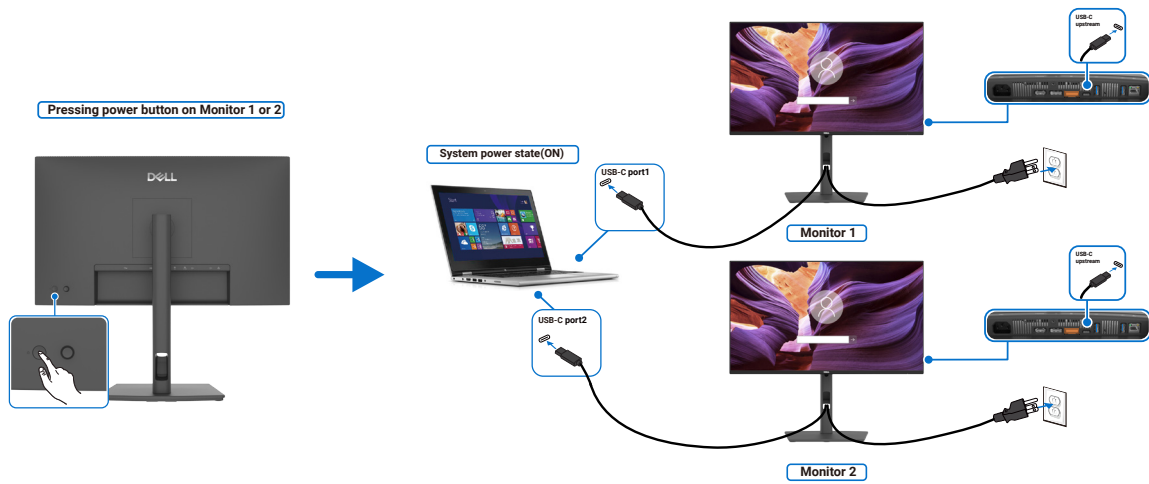 Pressing power button on Monitor 1 or 2
DELL
System power state(ON)
USB-C port1
USB-C
upstream
Monitor 1
USB-C port2
USB-C
upstream
Monitor 2